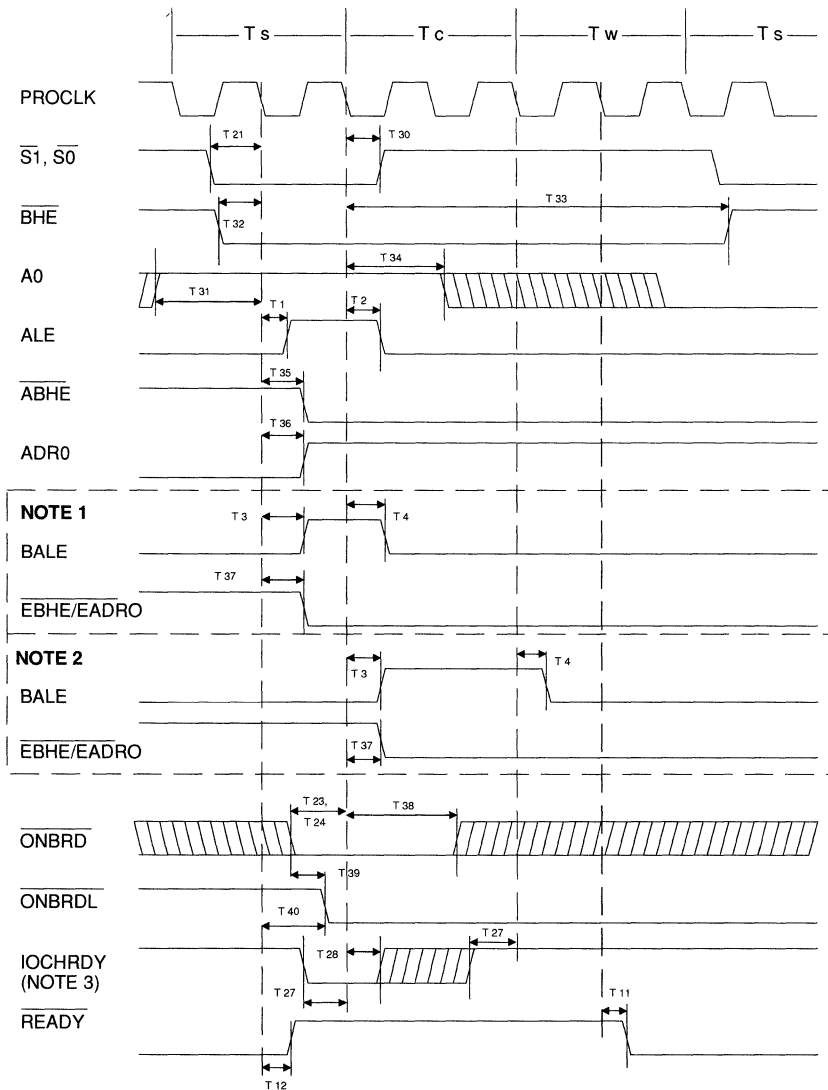 Ts Tc Tw Ts
PROCLK
T 21 T 30
S1, S0
T 33
BHE
T 32
T 34
A0
T 31
T 1 T 2
ALE
T 35
ABHE
T 36
ADR0
NOTE 1
T 3 T 4
BALE
T 37
EBHE/EADRO
NOTE 2
T 3 T 4
BALE
T 37
EBHE/EADRO
T 23, T 38
T 24
ONBRD
T 39
ONBRDL
T 40
T 27
T 28
IOCHRDY
(NOTE 3)
T 27
T 11
READY
T 12